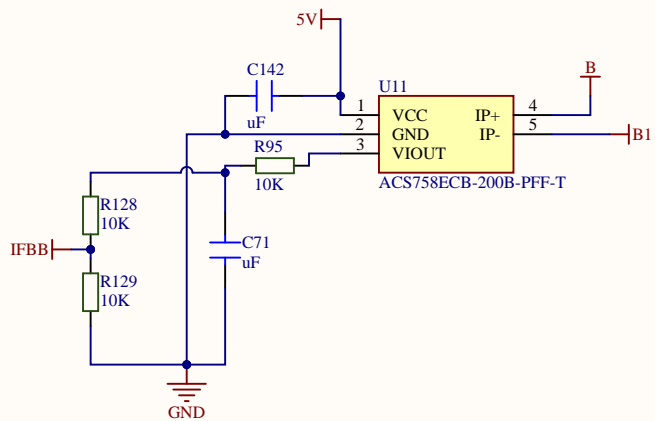 5V
C142
uF
U11
1 VCC IP+ 4
2 GND IP- 5
3 VIOUT
ACS758ECB-200B-PFF-T
B
B1
R95
10K
R128
10K
IFBB
R129
10K
C71
uF
GND